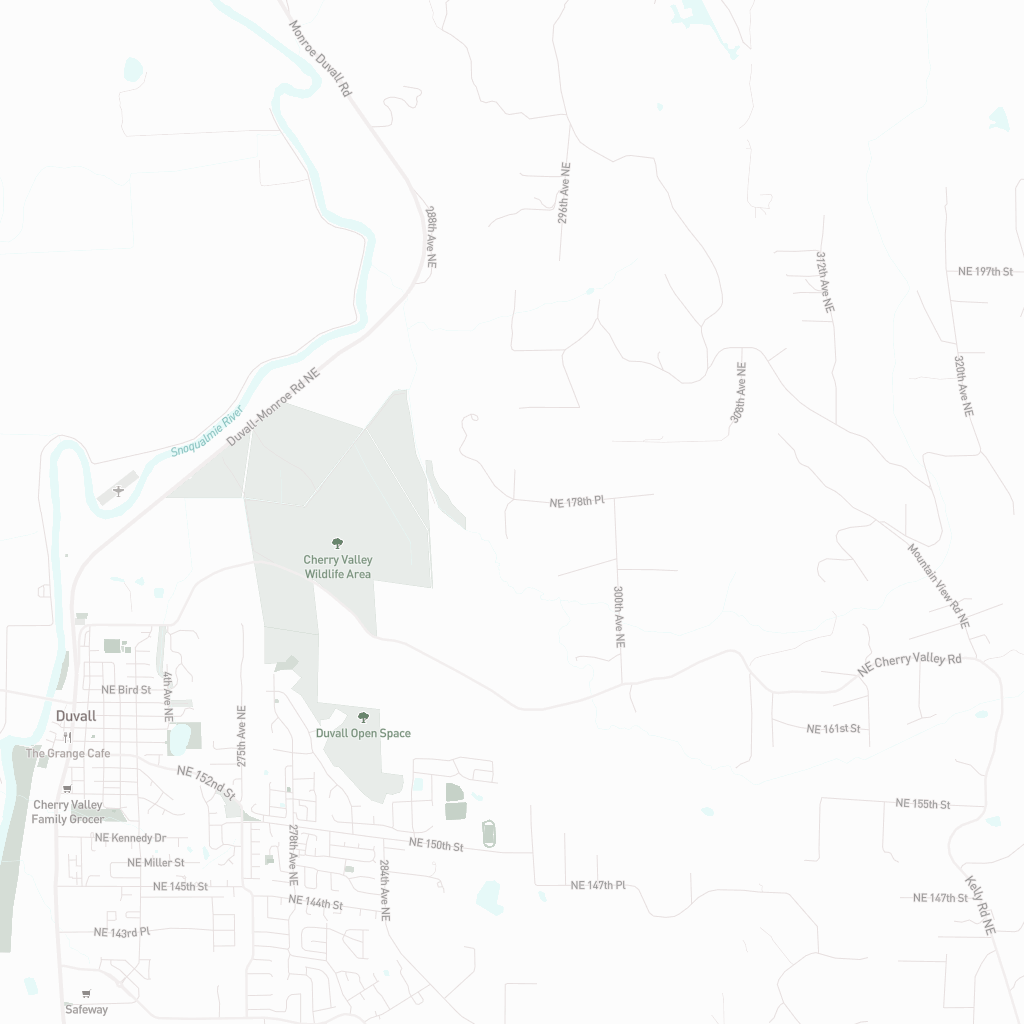 Monroe Duvall Rd
296th Ave NE
288th Ave NE
312th Ave NE
NE 197th St
320th Ave NE
308th Ave NE
Duvall-Monroe Rd NE
Snoqualmie River
NE 178th Pl
Cherry Valley
Wildlife Area
Mountain View Rd NE
300th Ave NE
NE Cherry Valley Rd
NE Bird St
4th Ave NE
Duvall
275th Ave NE
Duvall Open Space
NE 161st St
The Grange Cafe
NE 152nd St
Cherry Valley
Family Grocer
NE 155th St
NE Kennedy Dr
278th Ave NE
NE 150th St
NE Miller St
284th Ave NE
NE 145th St
NE 147th Pl
NE 144th St
NE 147th St
Kelly Rd NE
NE 143rd Pl
Safeway